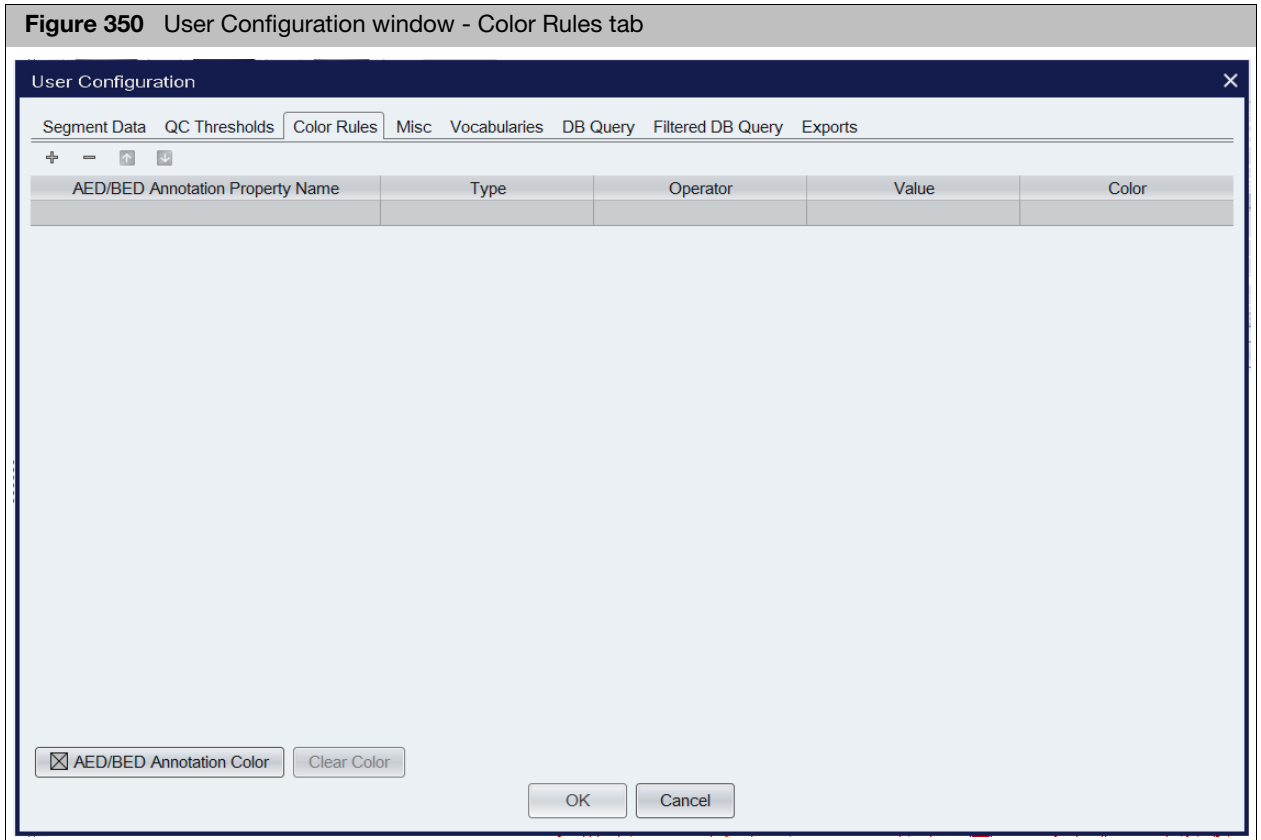 Figure 350 User Configuration window - Color Rules tab
User Configuration
Segment Data QC Thresholds Color Rules Misc Vocabularies DB Query Filtered DB Query Exports
AED/BED Annotation Property Name Type Operator Value Color
AED/BED Annotation Color Clear Color
OK Cancel